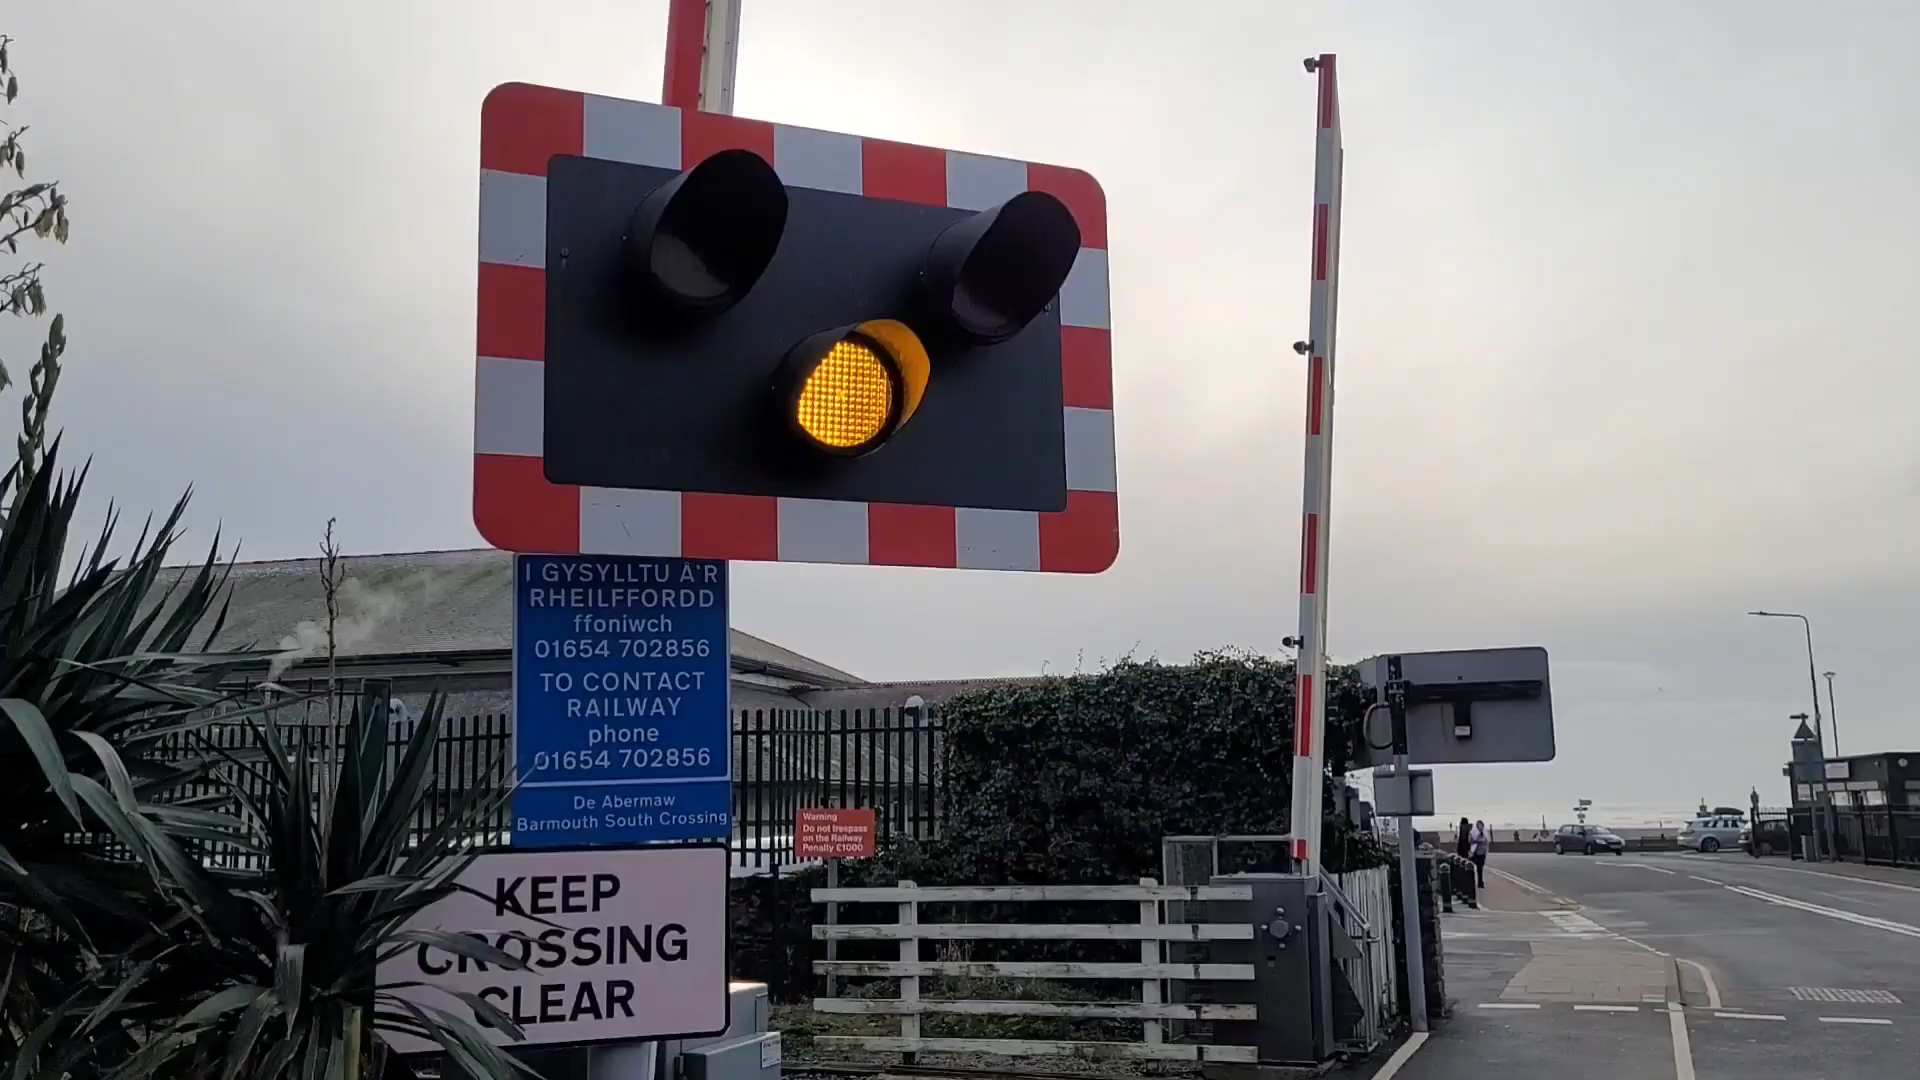 I GYSYLLTU Â'R
RHEILFFORDD
ffoniwch
01654 702856
TO CONTACT
RAILWAY
phone
01654 702856
De Abermaw
Barmouth South Crossing
Warning
Do not trespass
on the Railway
Penalty £1000
KEEP
CROSSING
CLEAR